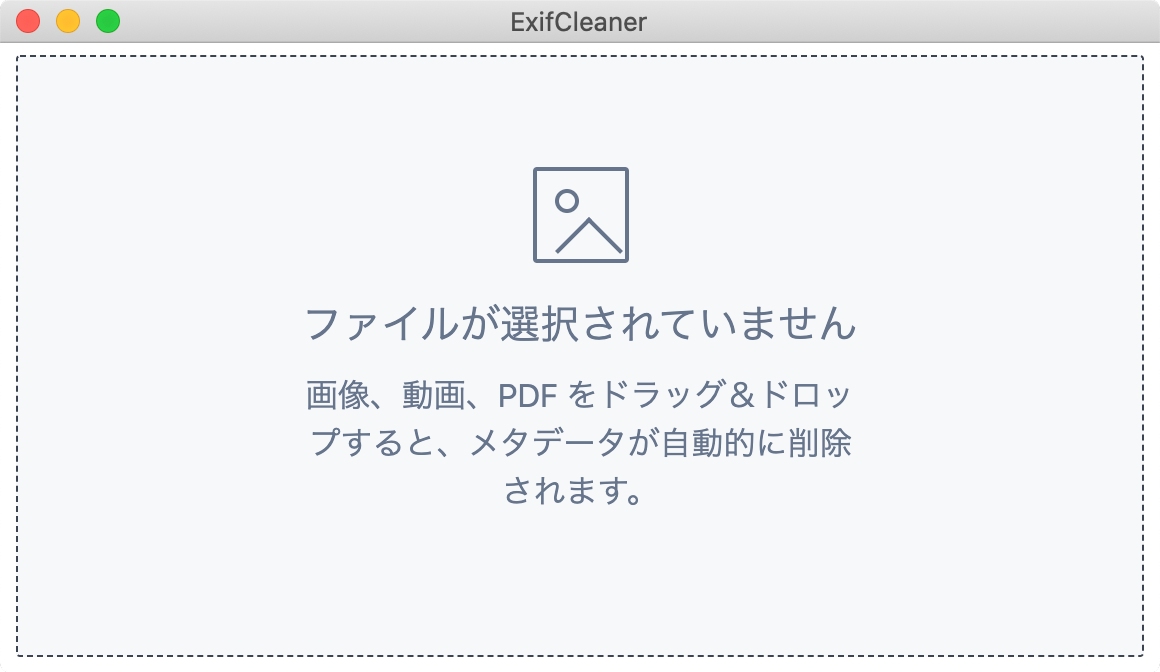 ExifCleaner
ファイルが選択されていません
画像、動画、PDF をドラッグ＆ドロッ
プすると、メタデータが自動的に削除
されます。